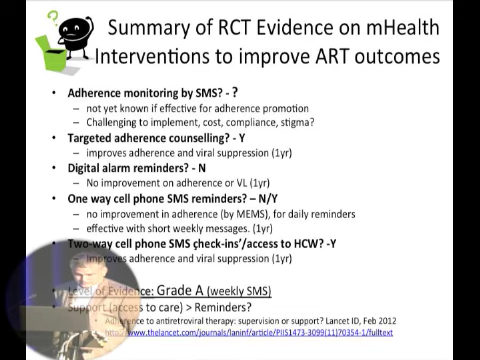 Summary of RCT Evidence on mHealth
Interventions to improve ART outcomes
• Adherence monitoring by SMS? - ?
– not yet known if effective for adherence promotion
– Challenging to implement, cost, compliance, stigma?
• Targeted adherence counselling? - Y
– improves adherence and viral suppression (1yr)
• Digital alarm reminders? - N
– No improvement on adherence or VL (1yr)
• One way cell phone SMS reminders? – N/Y
– no improvement in adherence (by MEMS), for daily reminders
– effective with short weekly messages. (1yr)
• Two-way cell phone SMS check-ins'/access to HCW? -Y
– improves adherence and viral suppression (1yr)
• Level of Evidence: Grade A (weekly SMS)
• Support (access to care) > Reminders?
• Adherence to antiretroviral therapy: supervision or support? Lancet ID, Feb 2012
http://www.thelancet.com/journals/laninf/article/PIIS1473-3099(11)70354-1/fulltext